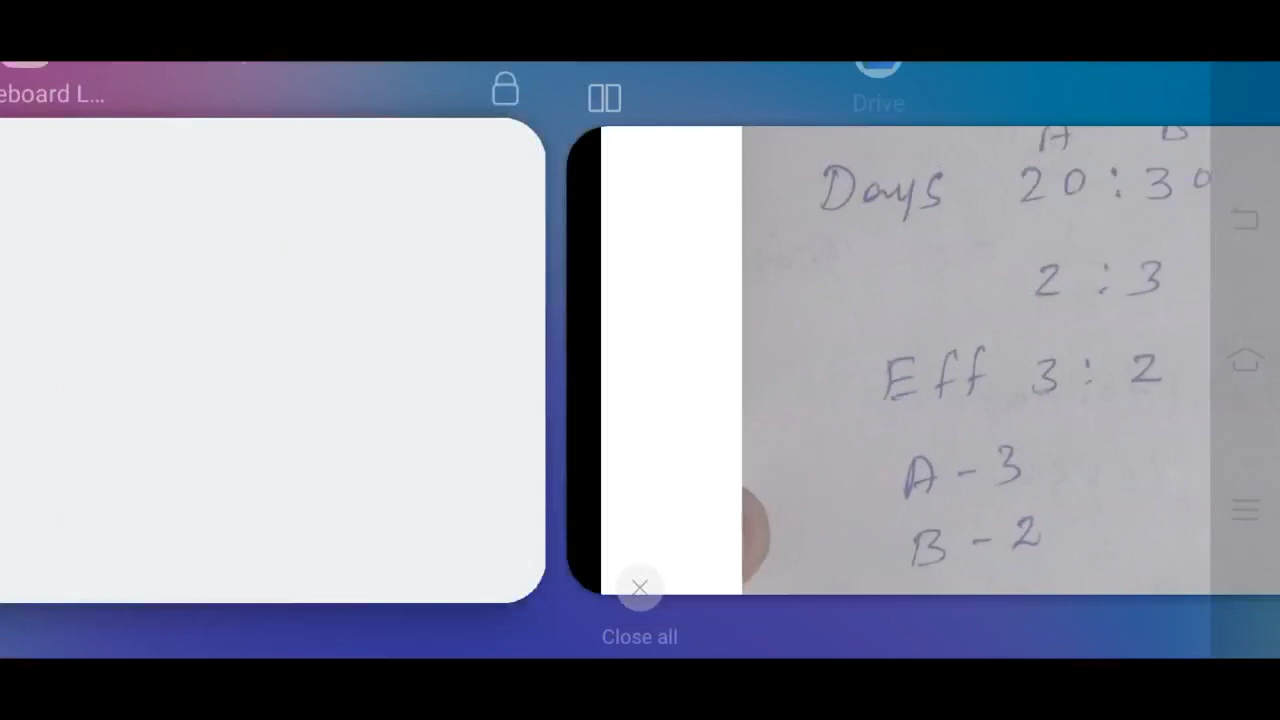 eboard L...
Drive
A B
Days 20 : 30
2 : 3
Eff 3 : 2
A - 3
B - 2
Close all